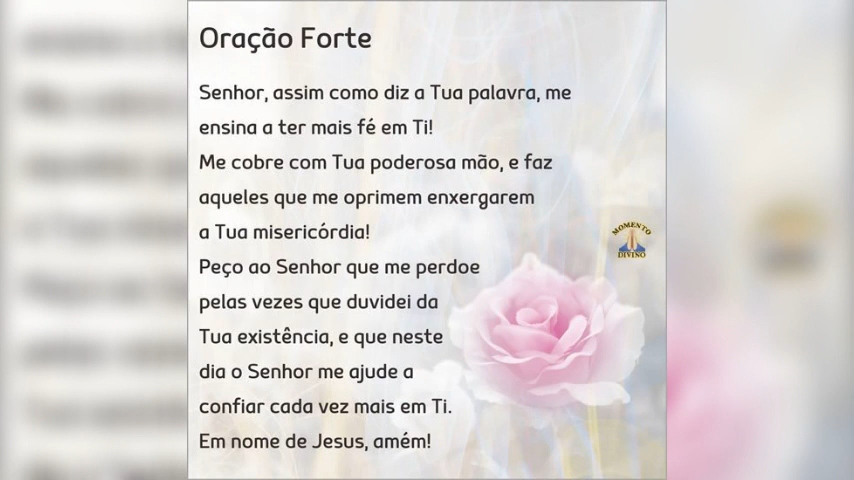 Oração Forte
Senhor, assim como diz a Tua palavra, me
ensina a ter mais fé em Ti!
Me cobre com Tua poderosa mão, e faz
aqueles que me oprimem enxergarem
a Tua misericórdia!
Peço ao Senhor que me perdoe
pelas vezes que duvidei da
Tua existência, e que neste
dia o Senhor me ajude a
confiar cada vez mais em Ti.
Em nome de Jesus, amém!
MOMENTO
DIVINO